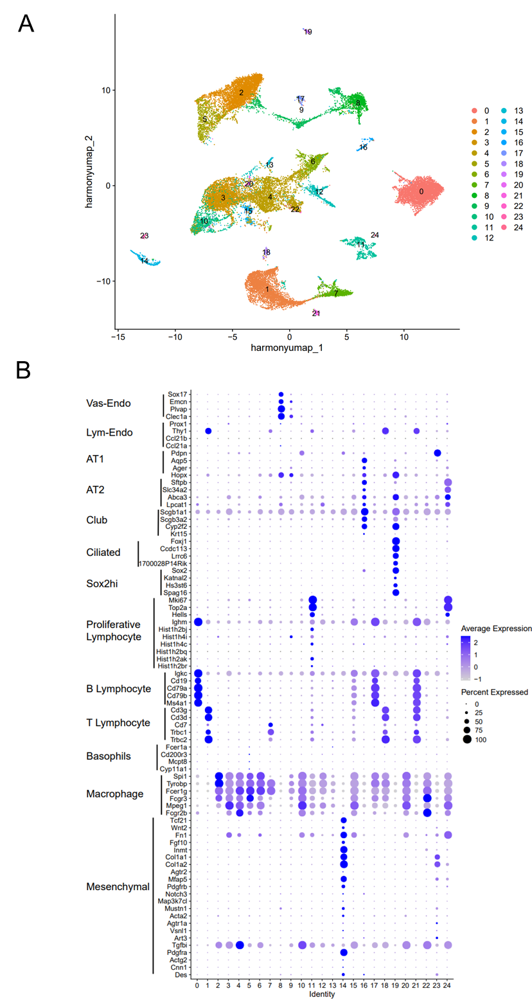 A
19
10
2
17
9
8
5
16
6
13
harmonyumap_2
0
20
12
0
3
4
15
22
10
23
24
11
18
14
−10
1
7
21
−15
−10
−5
0
5
10
harmonyumap_1
0 13
1 14
2 15
3 16
4 17
5 18
6 19
7 20
8 21
9 22
10 23
11 24
12
B
Vas-Endo
Sox17
Emcn
Plvap
Clec1a
Lym-Endo
Prox1
Thy1
Ccl21b
Ccl21a
AT1
Pdpn
Aqp5
Ager
Hopx
AT2
Sftpb
Slc34a2
Abca3
Lpcat1
Club
Scgb1a1
Scgb3a2
Cyp2f2
Krt15
Ciliated
Foxj1
Ccdc113
Lrrc6
1700028P14Rik
Sox2hi
Sox2
Katnal2
Hs3st6
Spag16
Proliferative
Lymphocyte
Mki67
Top2a
Hells
Ighm
Hist1h2bj
Hist1h4i
Hist1h4c
Hist1h2bq
Hist1h2ak
Hist1h2br
B Lymphocyte
Igkc
Cd19
Cd79a
Cd79b
Ms4a1
T Lymphocyte
Cd3g
Cd3d
Cd7
Trbc1
Trbc2
Basophils
Fcer1a
Cd200r3
Mcpt8
Cyp11a1
Macrophage
Spi1
Tyrobp
Fcer1g
Fcgr3
Mpeg1
Fcgr2b
Mesenchymal
Tcf21
Wnt2
Fn1
Fgf10
Inmt
Col1a1
Col1a2
Agtr2
Mfap5
Pdgfrb
Notch3
Map3k7cl
Mustn1
Acta2
Agtr1a
Vsnl1
Art3
Tgfbi
Pdgfra
Actg2
Cnn1
Des
0 1 2 3 4 5 6 7 8 9 10 11 12 13 14 15 16 17 18 19 20 21 22 23 24
Identity
Average Expression
2
1
0
−1
Percent Expressed
0
25
50
75
100